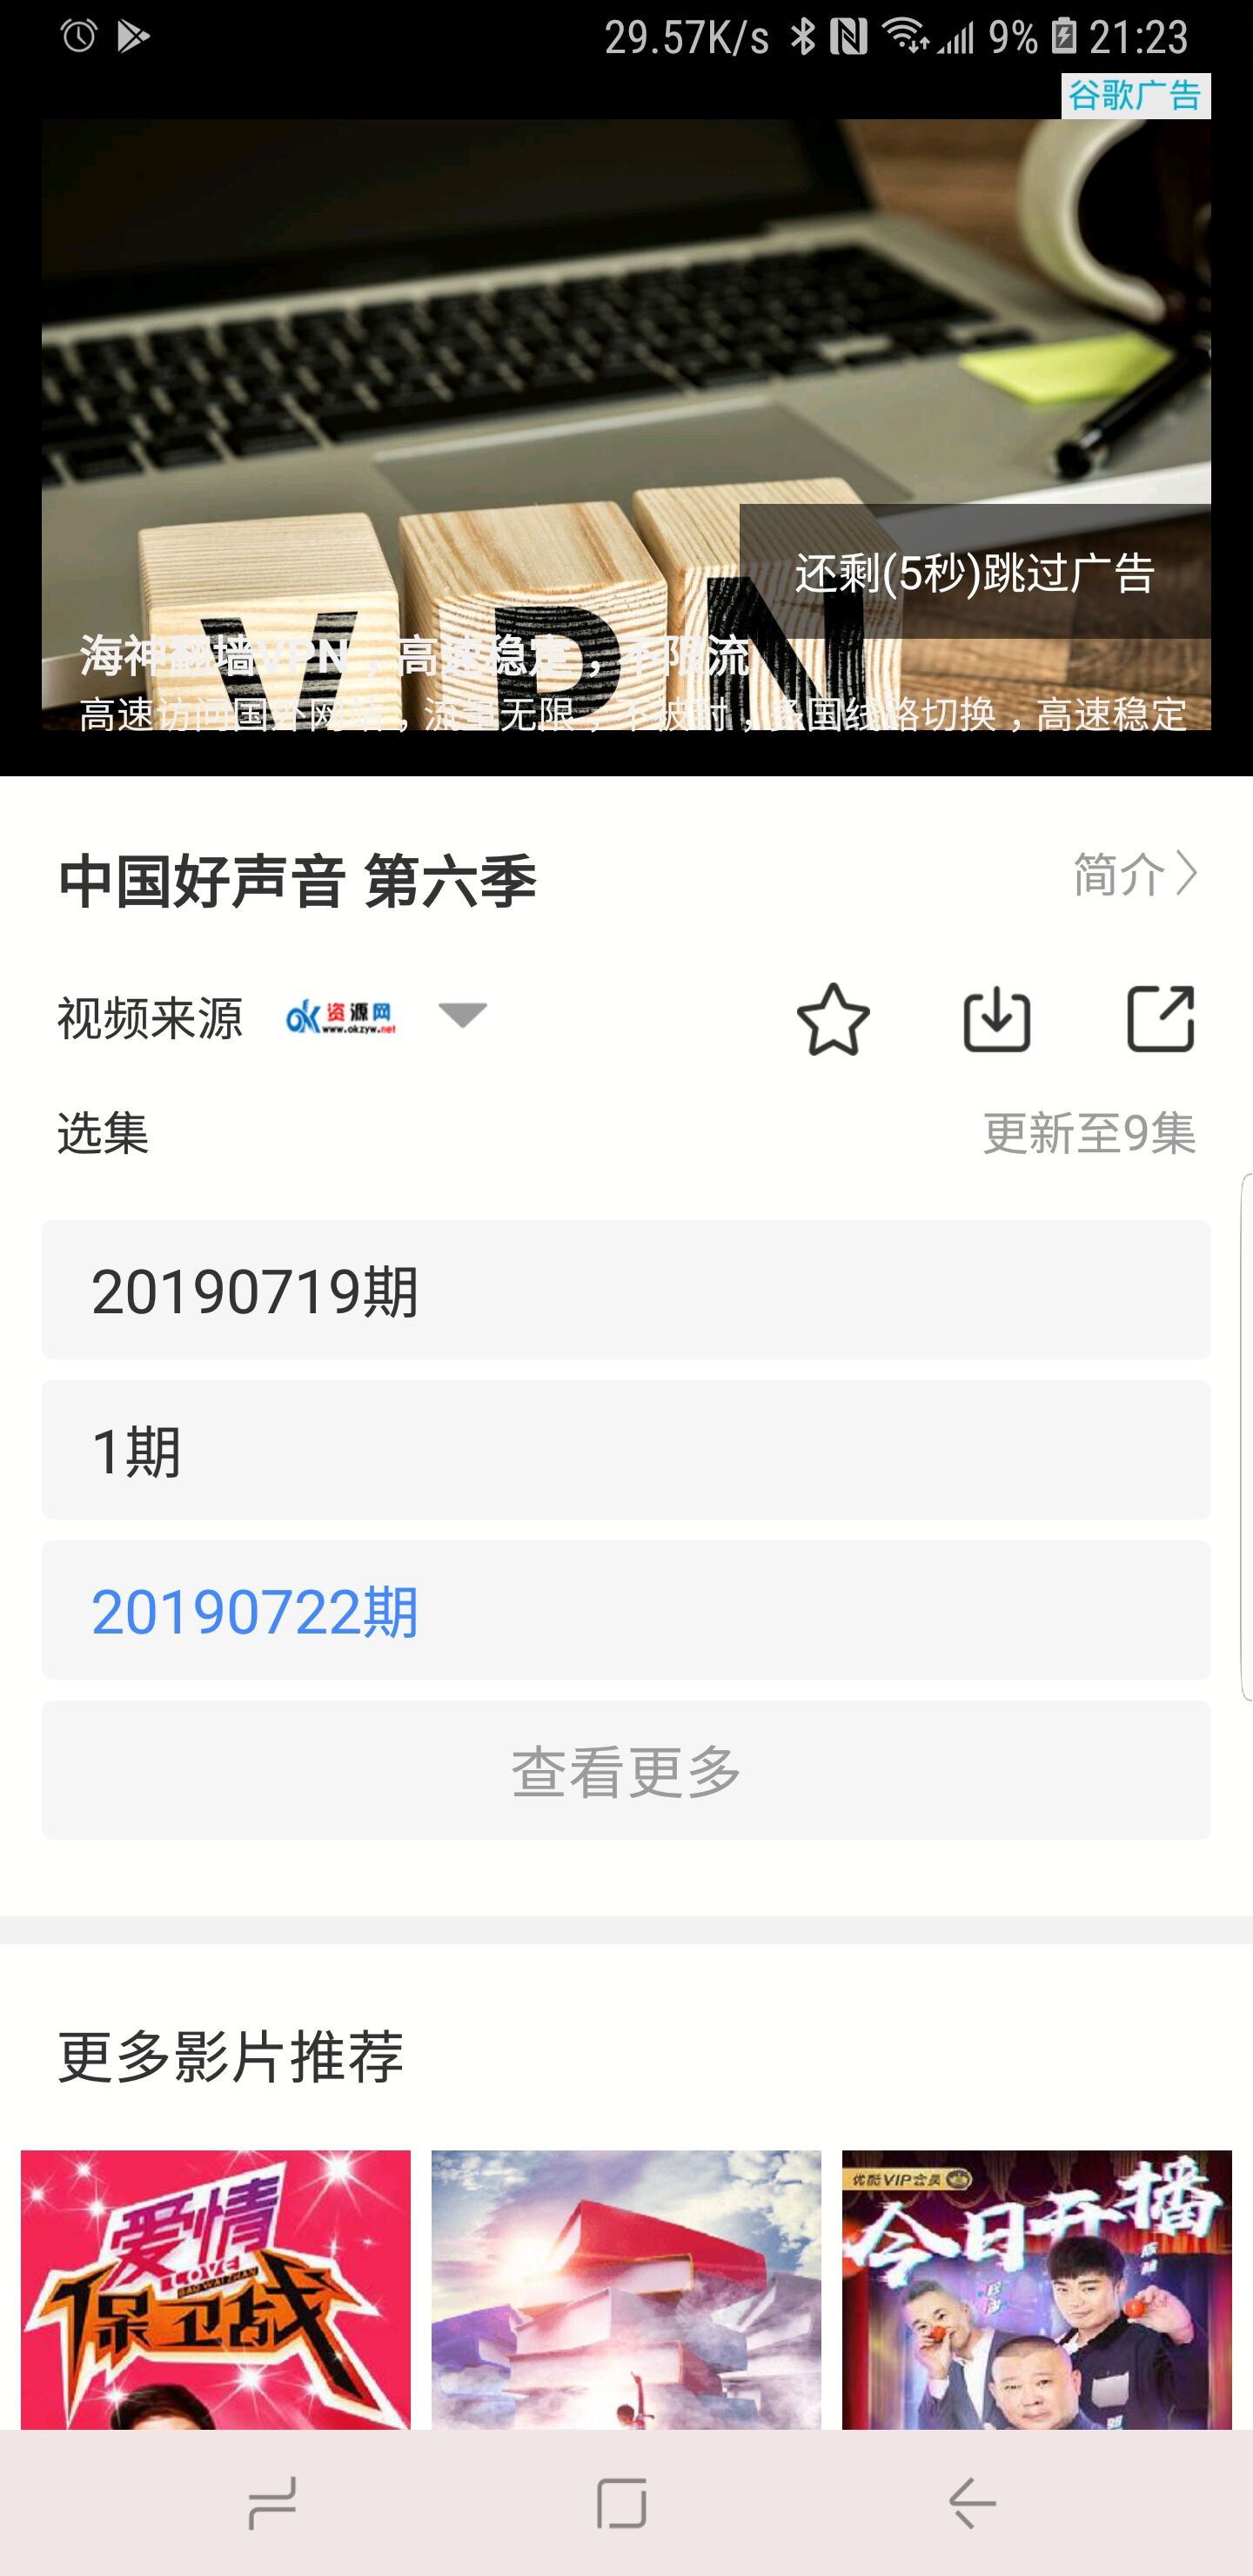 29.57K/s 9% 21:23
谷歌广告
还剩(5秒)跳过广告
V P N
海神翻墙VPN，高速稳定，不限流
高速访问国外网站，流量无限，不被封，多国线路切换，高速稳定
中国好声音 第六季
简介
视频来源
OK资源网
www.okzyw.net
选集
更新至9集
20190719期
1期
20190722期
查看更多
更多影片推荐
爱情
LOVE
BAO WEI ZHAN
保卫战
优酷VIP会员
今日开播